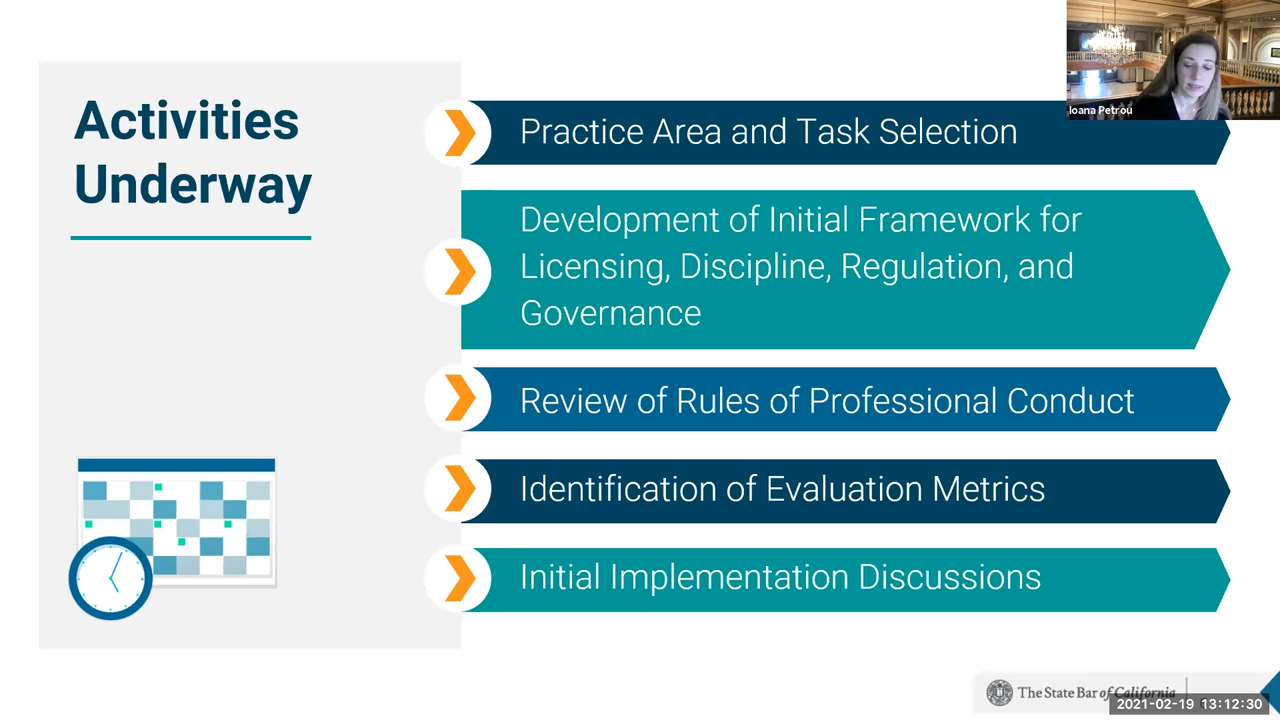 Activities
Underway
Practice Area and Task Selection
Development of Initial Framework for
Licensing, Discipline, Regulation, and
Governance
Review of Rules of Professional Conduct
Identification of Evaluation Metrics
Initial Implementation Discussions
Ioana Petrou
The State Bar of California
2021-02-19 13:12:30